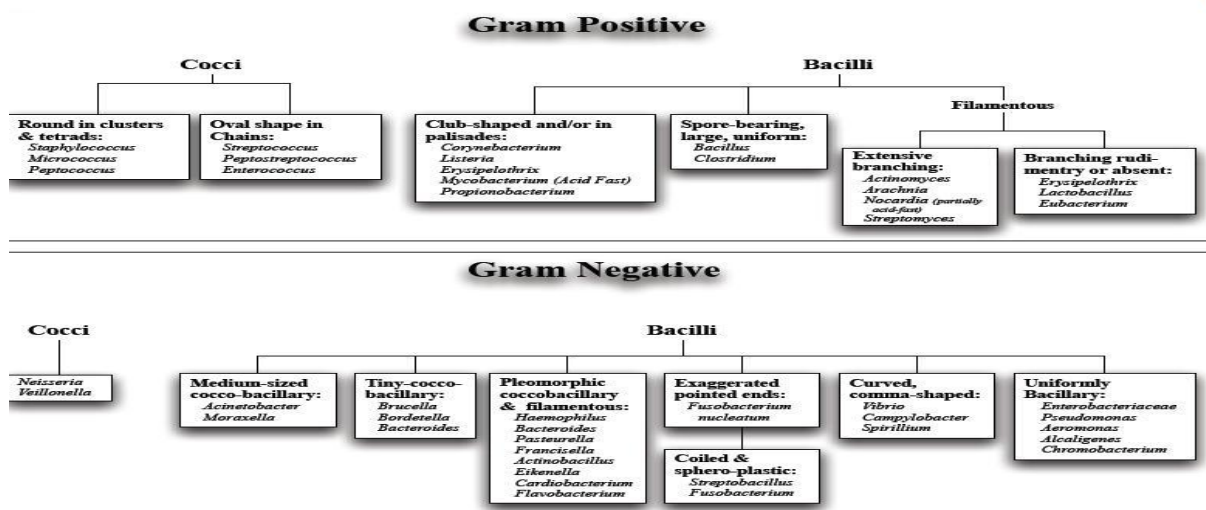 Gram Positive
Cocci
Bacilli
Filamentous
Round in clusters
& tetrads:
Staphylococcus
Micrococcus
Peptococcus
Oval shape in
Chains:
Streptococcus
Peptostreptococcus
Enterococcus
Club-shaped and/or in
palisades:
Corynebacterium
Listeria
Erysipelothrix
Mycobacterium (Acid Fast)
Propionobacterium
Spore-bearing,
large, uniform:
Bacillus
Clostridium
Extensive
branching:
Actinomyces
Arachnia
Nocardia (partially
acid-fast)
Streptomyces
Branching rudi-
mentry or absent:
Erysipelothrix
Lactobacillus
Eubacterium
Gram Negative
Cocci
Bacilli
Neisseria
Veillonella
Medium-sized
cocco-bacillary:
Acinetobacter
Moraxella
Tiny-cocco-
bacillary:
Brucella
Bordetella
Bacteroides
Pleomorphic
coccobacillary
& filamentous:
Haemophilus
Bacteroides
Pasteurella
Francisella
Actinobacillus
Eikenella
Cardiobacterium
Flavobacterium
Exaggerated
pointed ends:
Fusobacterium
nucleatum
Coiled &
sphero-plastic:
Streptobacillus
Fusobacterium
Curved,
comma-shaped:
Vibrio
Campylobacter
Spirillium
Uniformly
Bacillary:
Enterobacteriaceae
Pseudomonas
Aeromonas
Alcaligenes
Chromobacterium